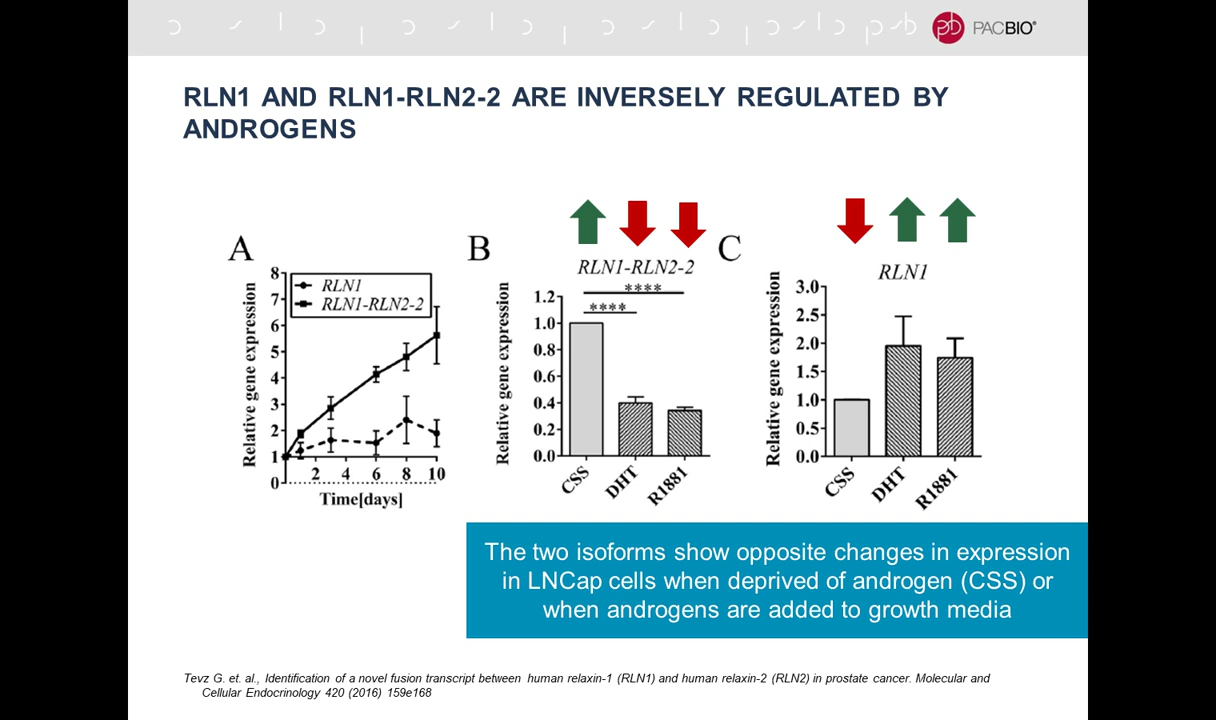 PACBIO®
RLN1 AND RLN1-RLN2-2 ARE INVERSELY REGULATED BY
ANDROGENS
A
RLN1
RLN1-RLN2-2
Relative gene expression
8
7
6
5
4
3
2
1
0
2 4 6 8 10
Time[days]
B
RLN1-RLN2-2
****
****
Relative gene expression
1.2
1.0
0.8
0.6
0.4
0.2
0.0
CSS
DHT
R1881
C
RLN1
Relative gene expression
3.0
2.5
2.0
1.5
1.0
0.5
0.0
CSS
DHT
R1881
The two isoforms show opposite changes in expression
in LNCap cells when deprived of androgen (CSS) or
when androgens are added to growth media
Tevz G. et. al., Identification of a novel fusion transcript between human relaxin-1 (RLN1) and human relaxin-2 (RLN2) in prostate cancer. Molecular and
Cellular Endocrinology 420 (2016) 159e168